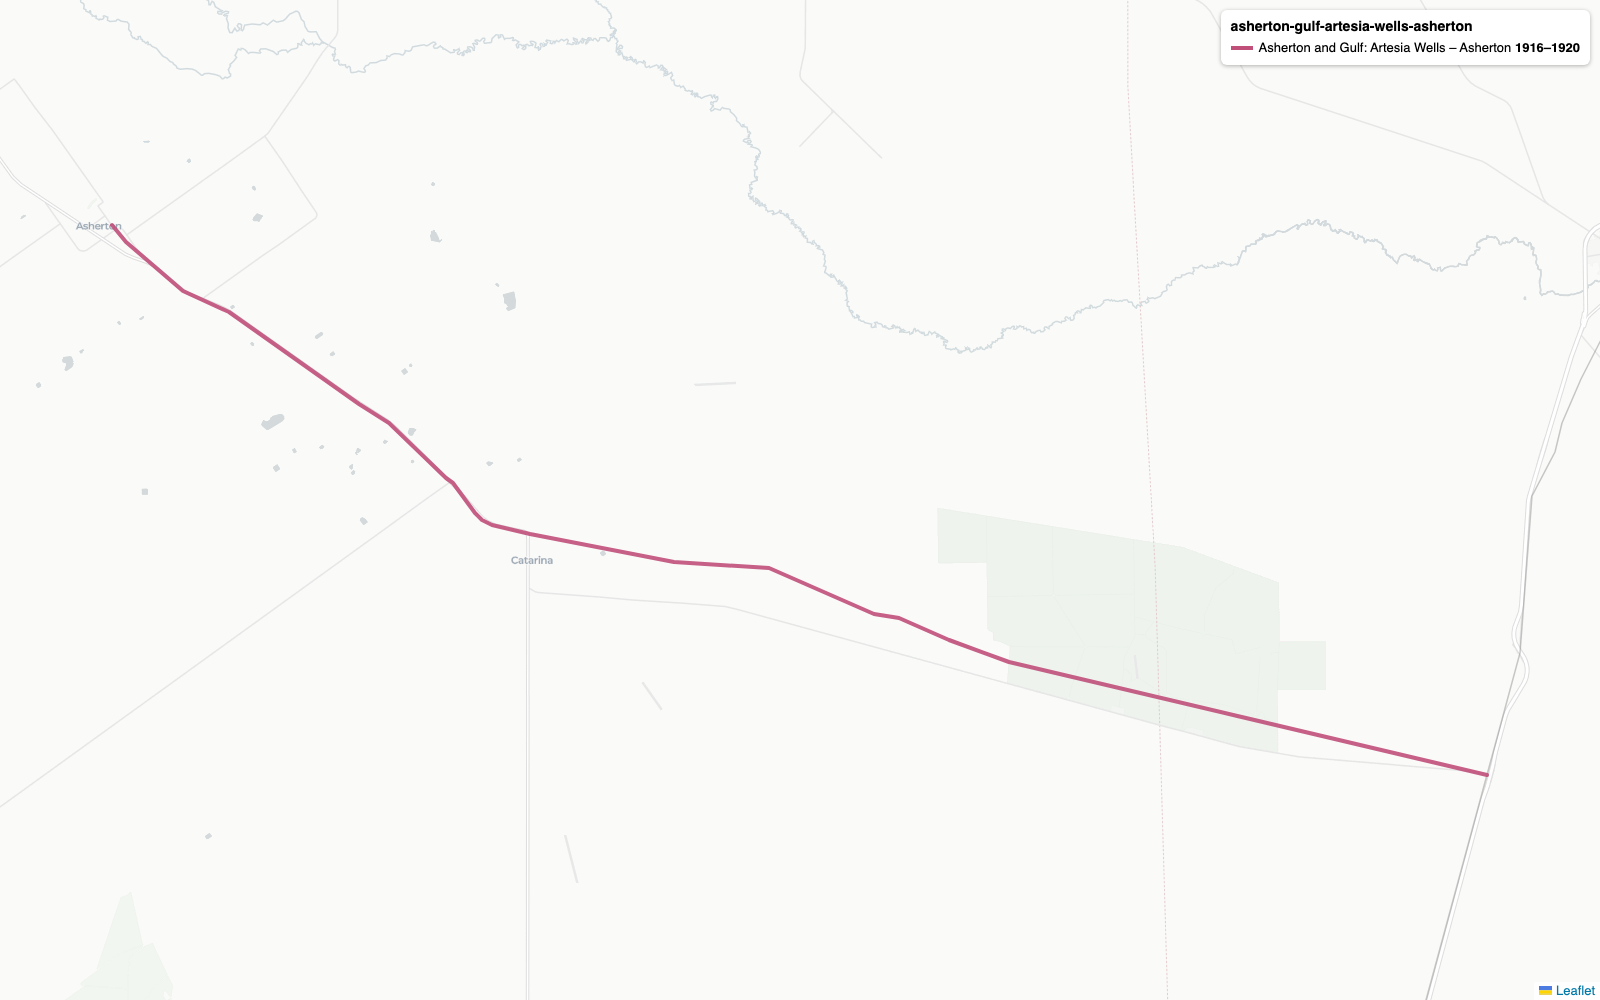 asherton-gulf-artesia-wells-asherton
Asherton and Gulf: Artesia Wells – Asherton 1916–1920
Asherton
Catarina
Leaflet